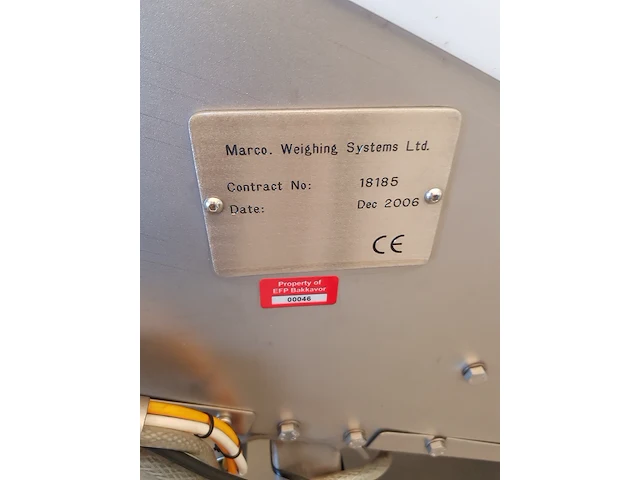 Marco. Weighing Systems Ltd.
Contract No: 18185
Date: Dec 2006
CE
Property of
EFP Bakkavor
00046